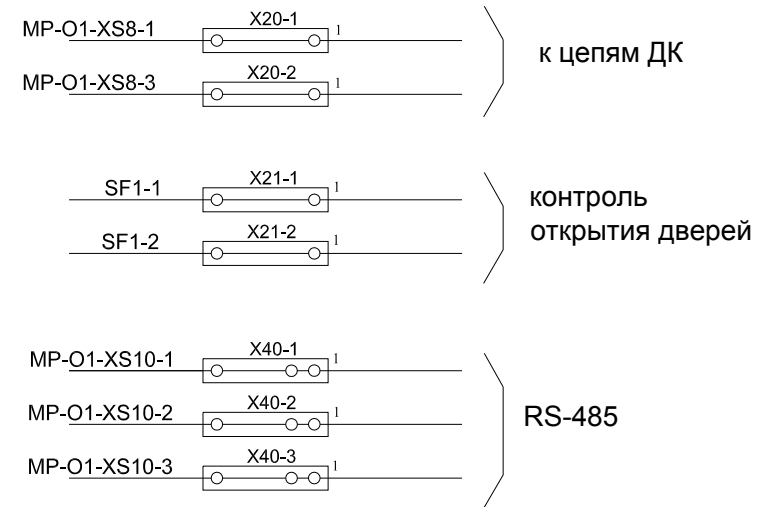 MP-O1-XS8-1 X20-1 1
MP-O1-XS8-3 X20-2 1
к цепям ДК
SF1-1 X21-1 1
SF1-2 X21-2 1
контроль
открытия дверей
MP-O1-XS10-1 X40-1 1
MP-O1-XS10-2 X40-2 1
MP-O1-XS10-3 X40-3 1
RS-485